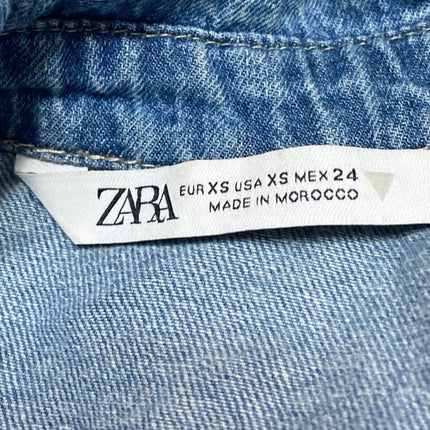 ZARA
EUR XS USA XS MEX 24
MADE IN MOROCCO